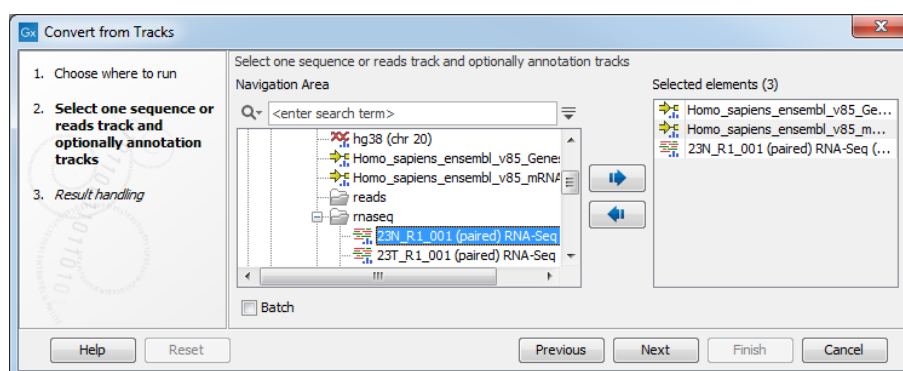 Gx Convert from Tracks
1. Choose where to run
2. Select one sequence or
reads track and
optionally annotation
tracks
3. Result handling
Select one sequence or reads track and optionally annotation tracks
Navigation Area
<enter search term>
hg38 (chr 20)
Homo_sapiens_ensembl_v85_Genes
Homo_sapiens_ensembl_v85_mRNA
reads
rnaseq
23N_R1_001 (paired) RNA-Seq
23T_R1_001 (paired) RNA-Seq
Batch
Selected elements (3)
Homo_sapiens_ensembl_v85_Ge...
Homo_sapiens_ensembl_v85_m...
23N_R1_001 (paired) RNA-Seq (...
Help
Reset
Previous
Next
Finish
Cancel